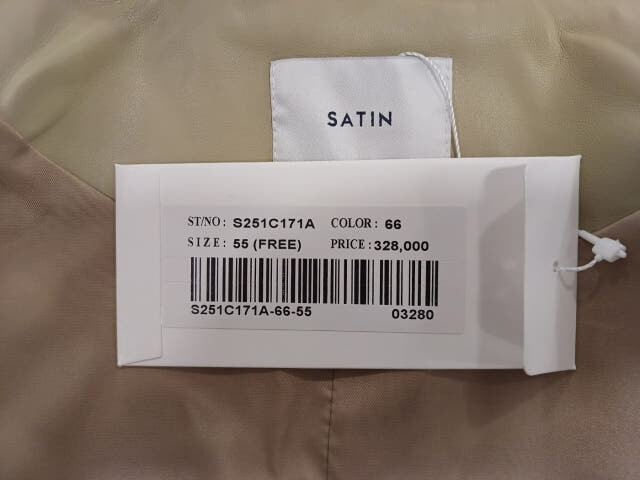 SATIN
ST/NO : S251C171A COLOR : 66
SIZE : 55 (FREE) PRICE : 328,000
S251C171A-66-55 03280